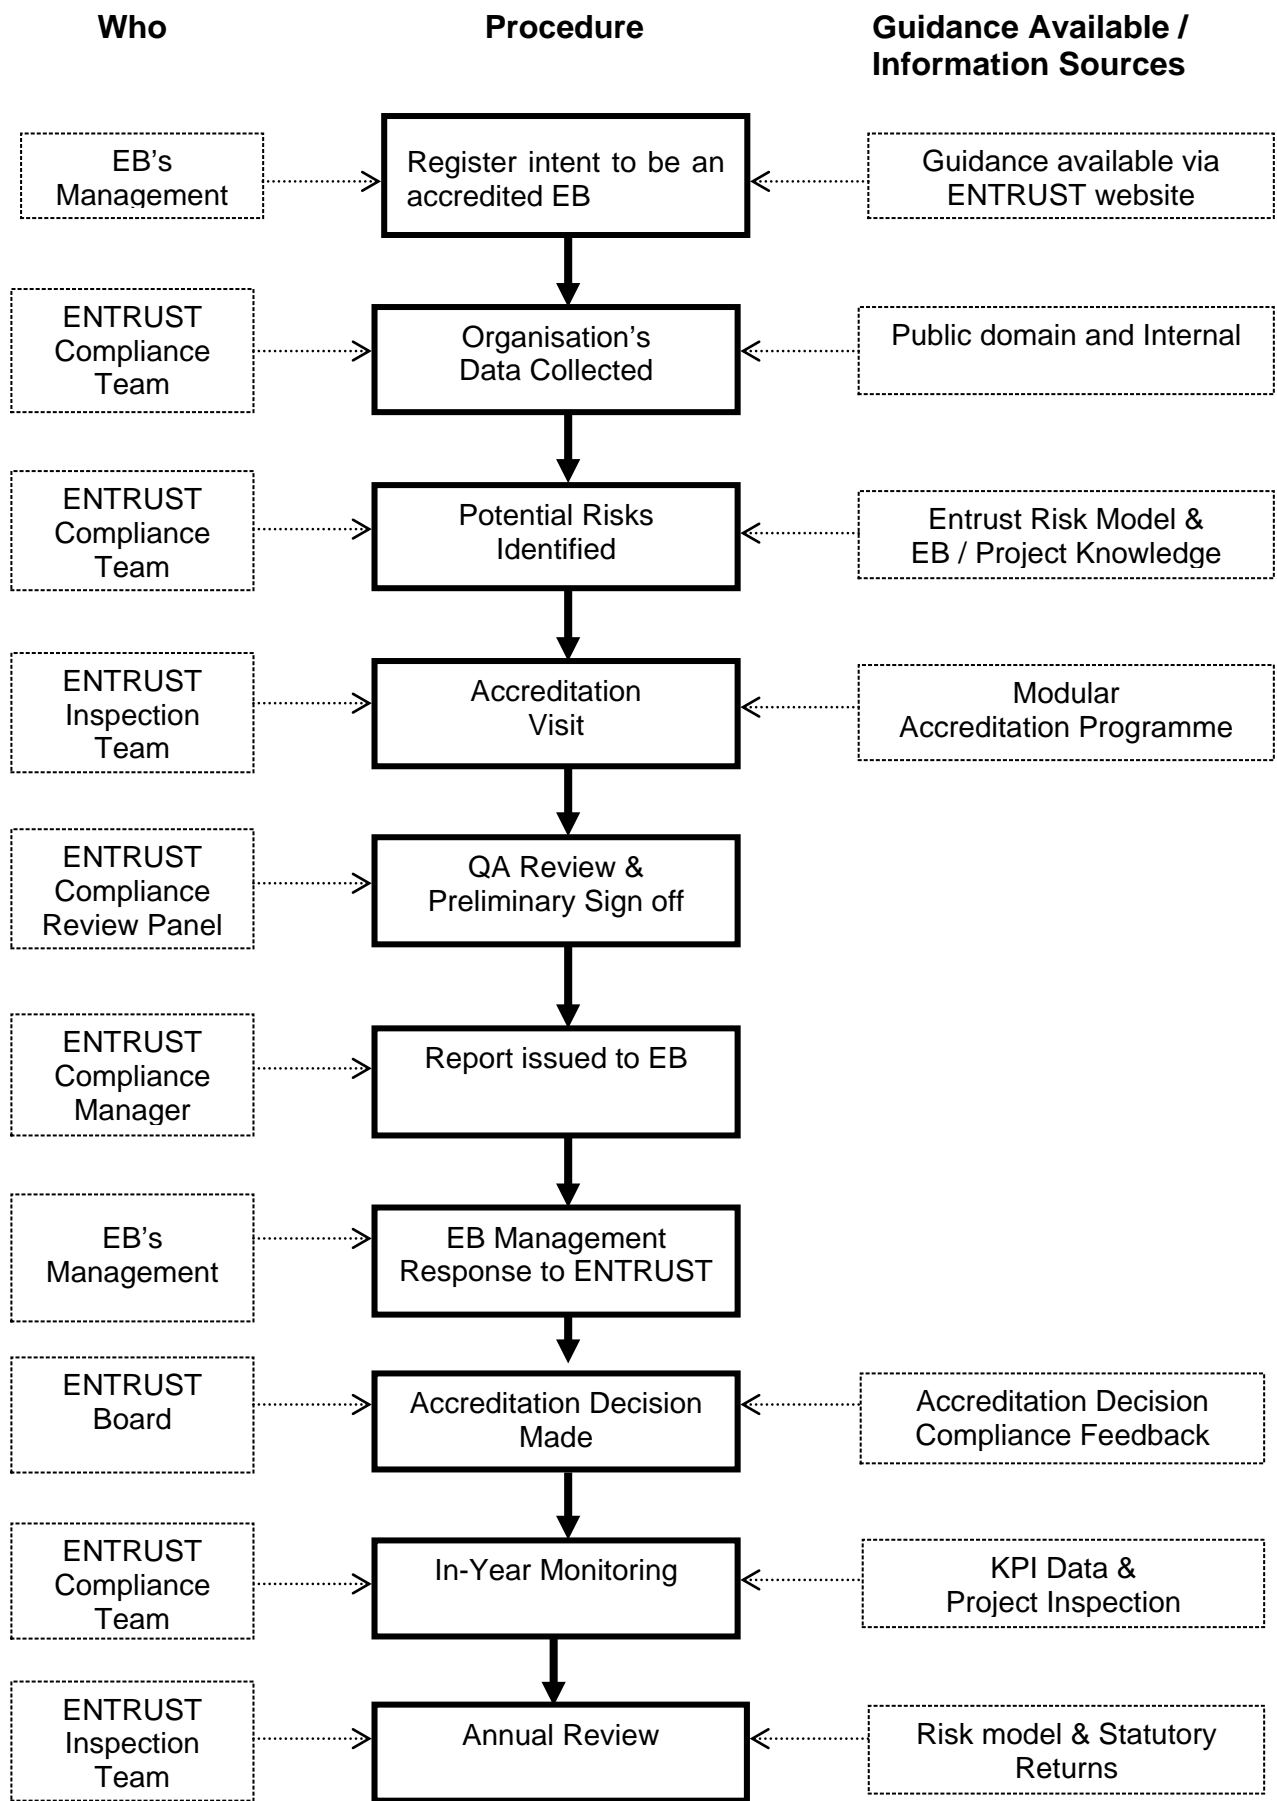 Who
Procedure
Guidance Available /
Information Sources
EB's
Management
Register intent to be an
accredited EB
Guidance available via
ENTRUST website
ENTRUST
Compliance
Team
Organisation's
Data Collected
Public domain and Internal
ENTRUST
Compliance
Team
Potential Risks
Identified
Entrust Risk Model &
EB / Project Knowledge
ENTRUST
Inspection
Team
Accreditation
Visit
Modular
Accreditation Programme
ENTRUST
Compliance
Review Panel
QA Review &
Preliminary Sign off
ENTRUST
Compliance
Manager
Report issued to EB
EB's
Management
EB Management
Response to ENTRUST
ENTRUST
Board
Accreditation Decision
Made
Accreditation Decision
Compliance Feedback
ENTRUST
Compliance
Team
In-Year Monitoring
KPI Data &
Project Inspection
ENTRUST
Inspection
Team
Annual Review
Risk model & Statutory
Returns